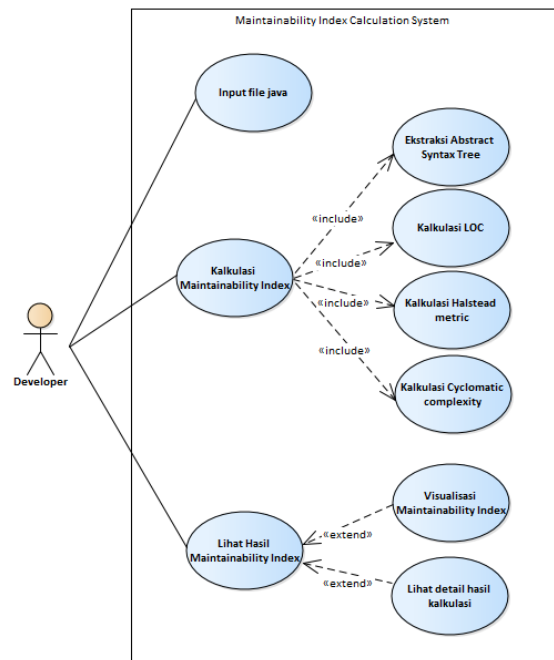 Maintainability Index Calculation System
Input file java
Ekstraksi Abstract
Syntax Tree
«include»
Kalkulasi LOC
Kalkulasi
Maintainability Index
«include»
«include»
Kalkulasi Halstead
metric
«include»
Kalkulasi Cyclomatic
complexity
Developer
Visualisasi
Maintainability Index
Lihat Hasil
Maintainability Index
«extend»
«extend»
Lihat detail hasil
kalkulasi